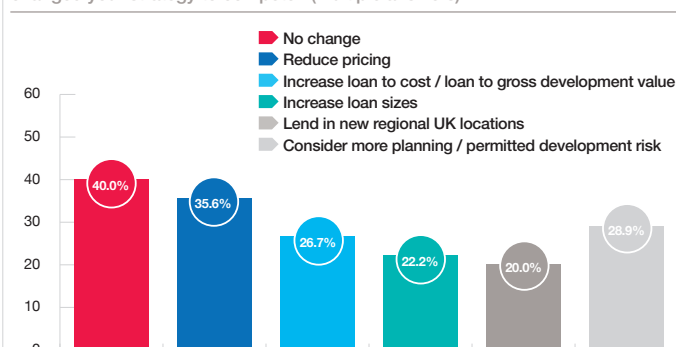 No change
Reduce pricing
Increase loan to cost / loan to gross development value
Increase loan sizes
Lend in new regional UK locations
Consider more planning / permitted development risk
60
50
40
30
20
10
40.0%
35.6%
26.7%
22.2%
20.0%
28.9%